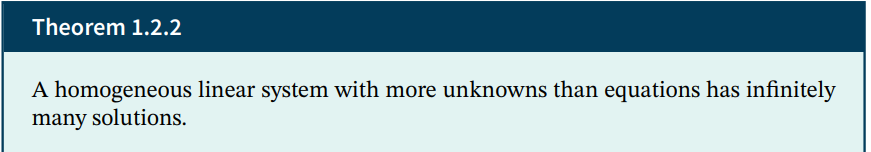 Theorem 1.2.2
A homogeneous linear system with more unknowns than equations has infinitely
many solutions.